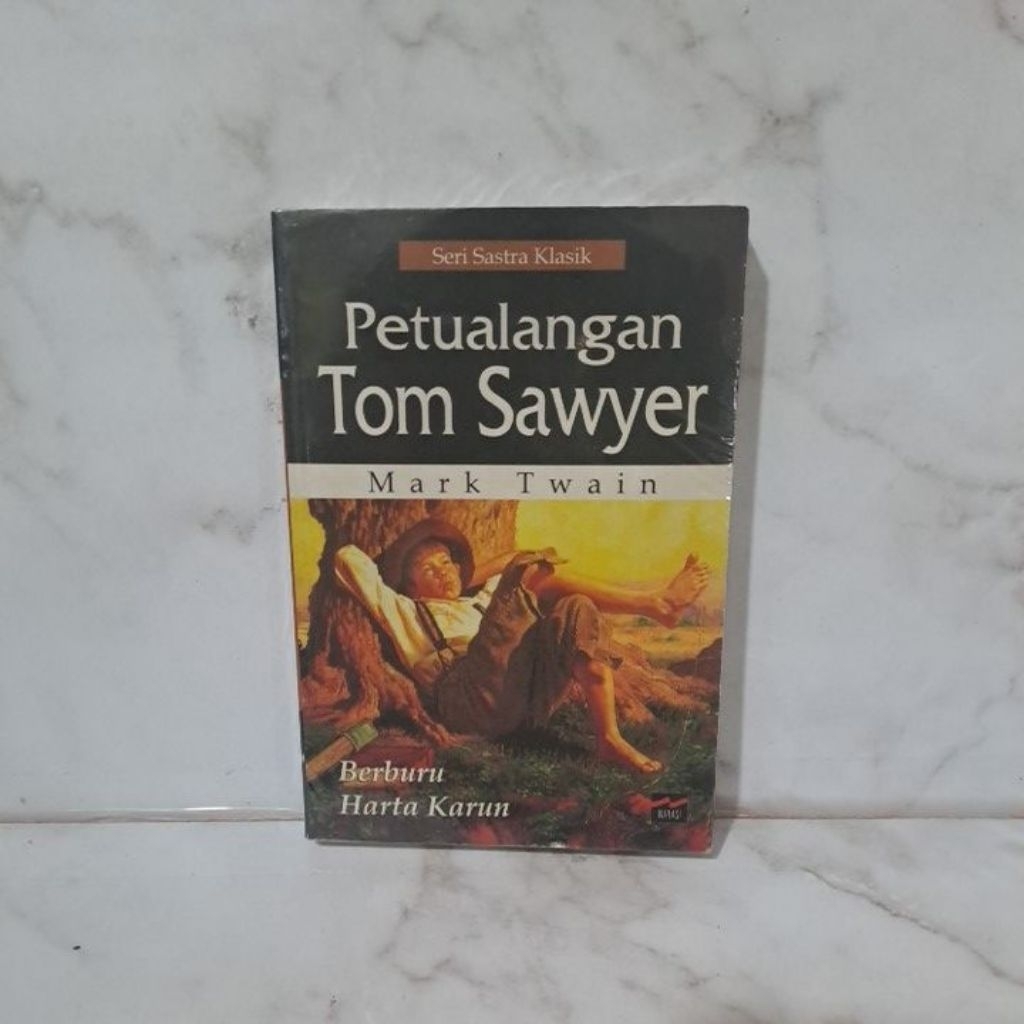 Seri Sastra Klasik
Petualangan
Tom Sawyer
Mark Twain
Berburu
Harta Karun